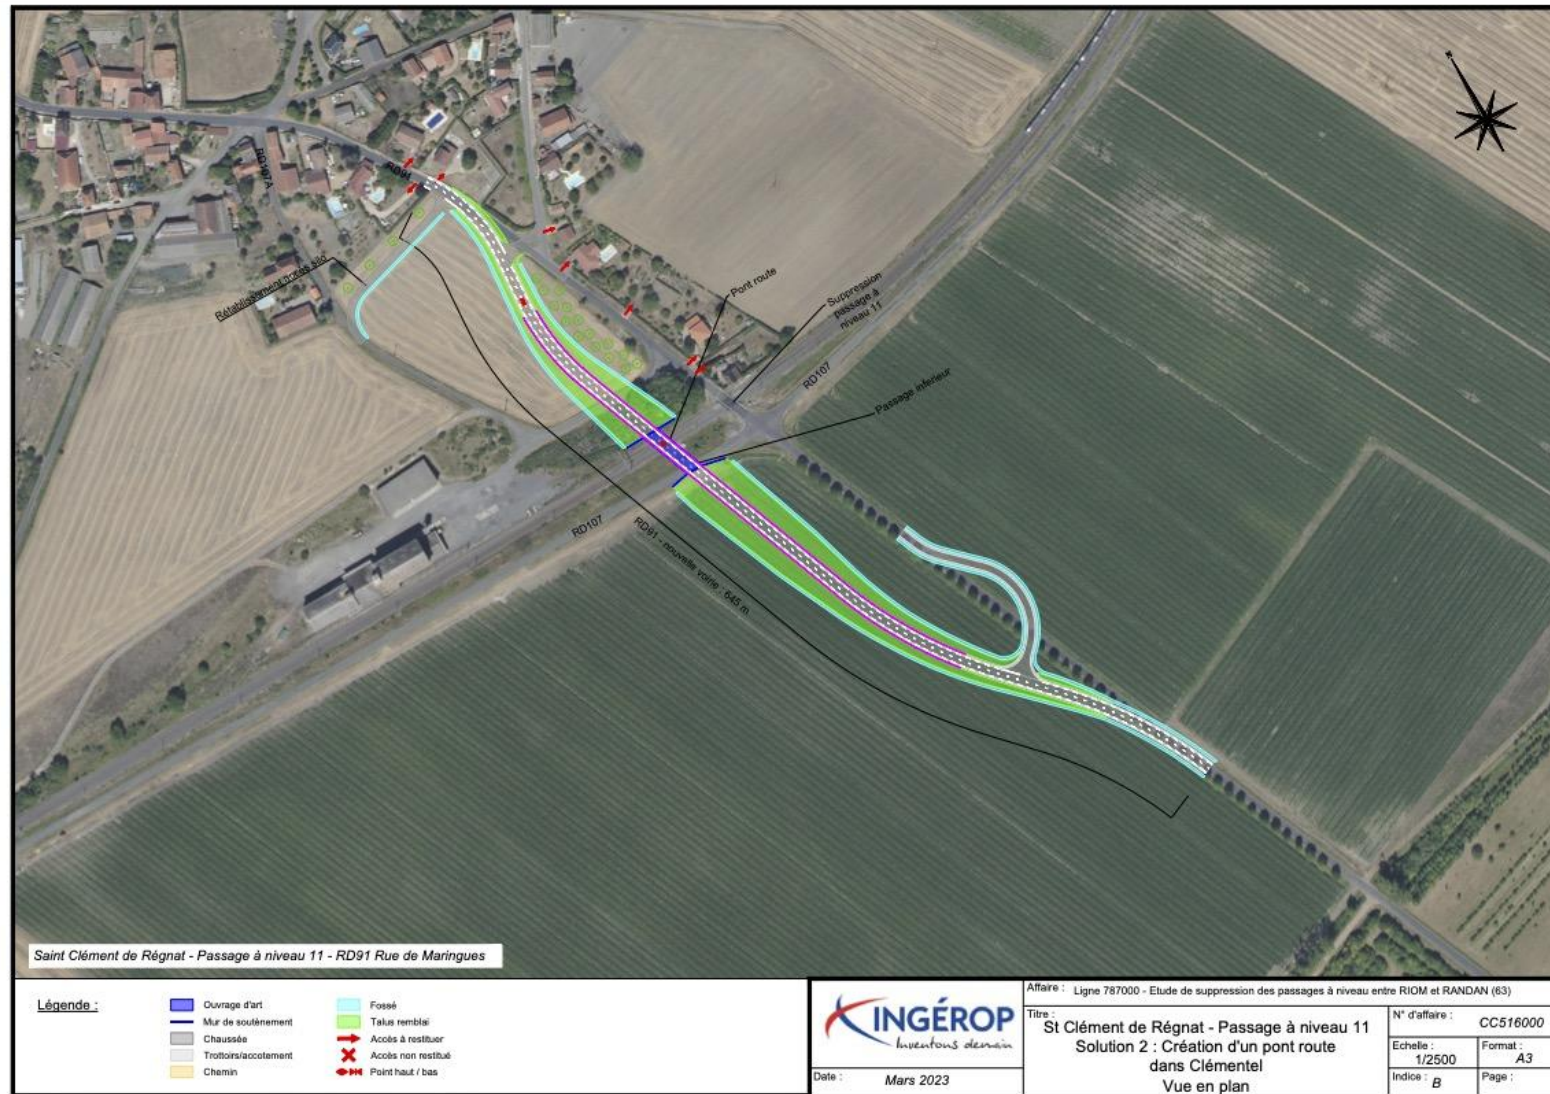 RD107A
RD91
Rétablissement accès silo
Pont route
Suppression
passage à
niveau 11
RD107
Passage inférieur
RD107
RD91 - nouvelle voirie : 645 m
Saint Clément de Régnat - Passage à niveau 11 - RD91 Rue de Maringues
Légende :
Ouvrage d'art
Mur de soutènement
Chaussée
Trottoirs/accotement
Chemin
Fossé
Talus remblai
Accès à restituer
Accès non restitué
Point haut / bas
INGÉROP
Inventons demain
Date : Mars 2023
Affaire : Ligne 787000 - Etude de suppression des passages à niveau entre RIOM et RANDAN (63)
Titre :
St Clément de Régnat - Passage à niveau 11
Solution 2 : Création d'un pont route
dans Clémentel
Vue en plan
N° d'affaire :
CC516000
Echelle :
1/2500
Format :
A3
Indice : B
Page :